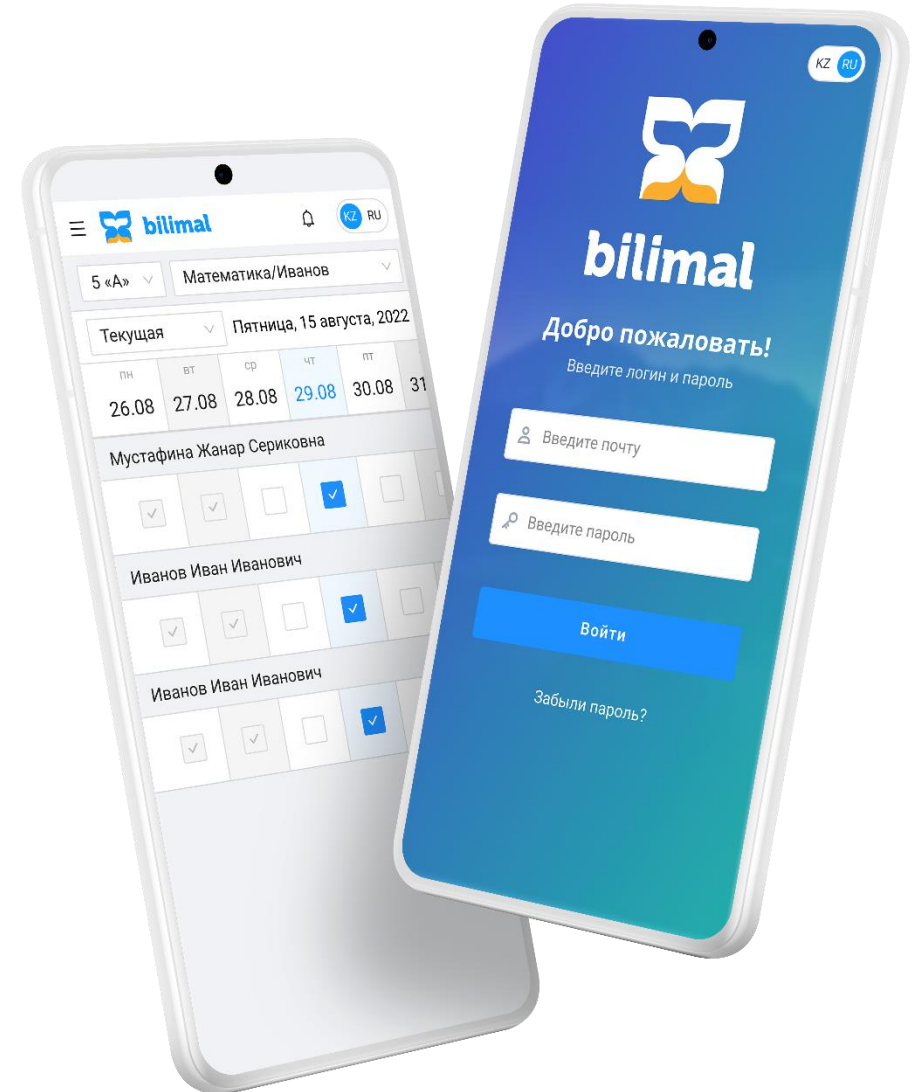 bilimal
KZ RU
5 «А» Математика/Иванов
Текущая Пятница, 15 августа, 2022
пн вт ср чт пт
26.08 27.08 28.08 29.08 30.08 31
Мустафина Жанар Сериковна
Иванов Иван Иванович
Иванов Иван Иванович
KZ RU
bilimal
Добро пожаловать!
Введите логин и пароль
Введите почту
Введите пароль
Войти
Забыли пароль?